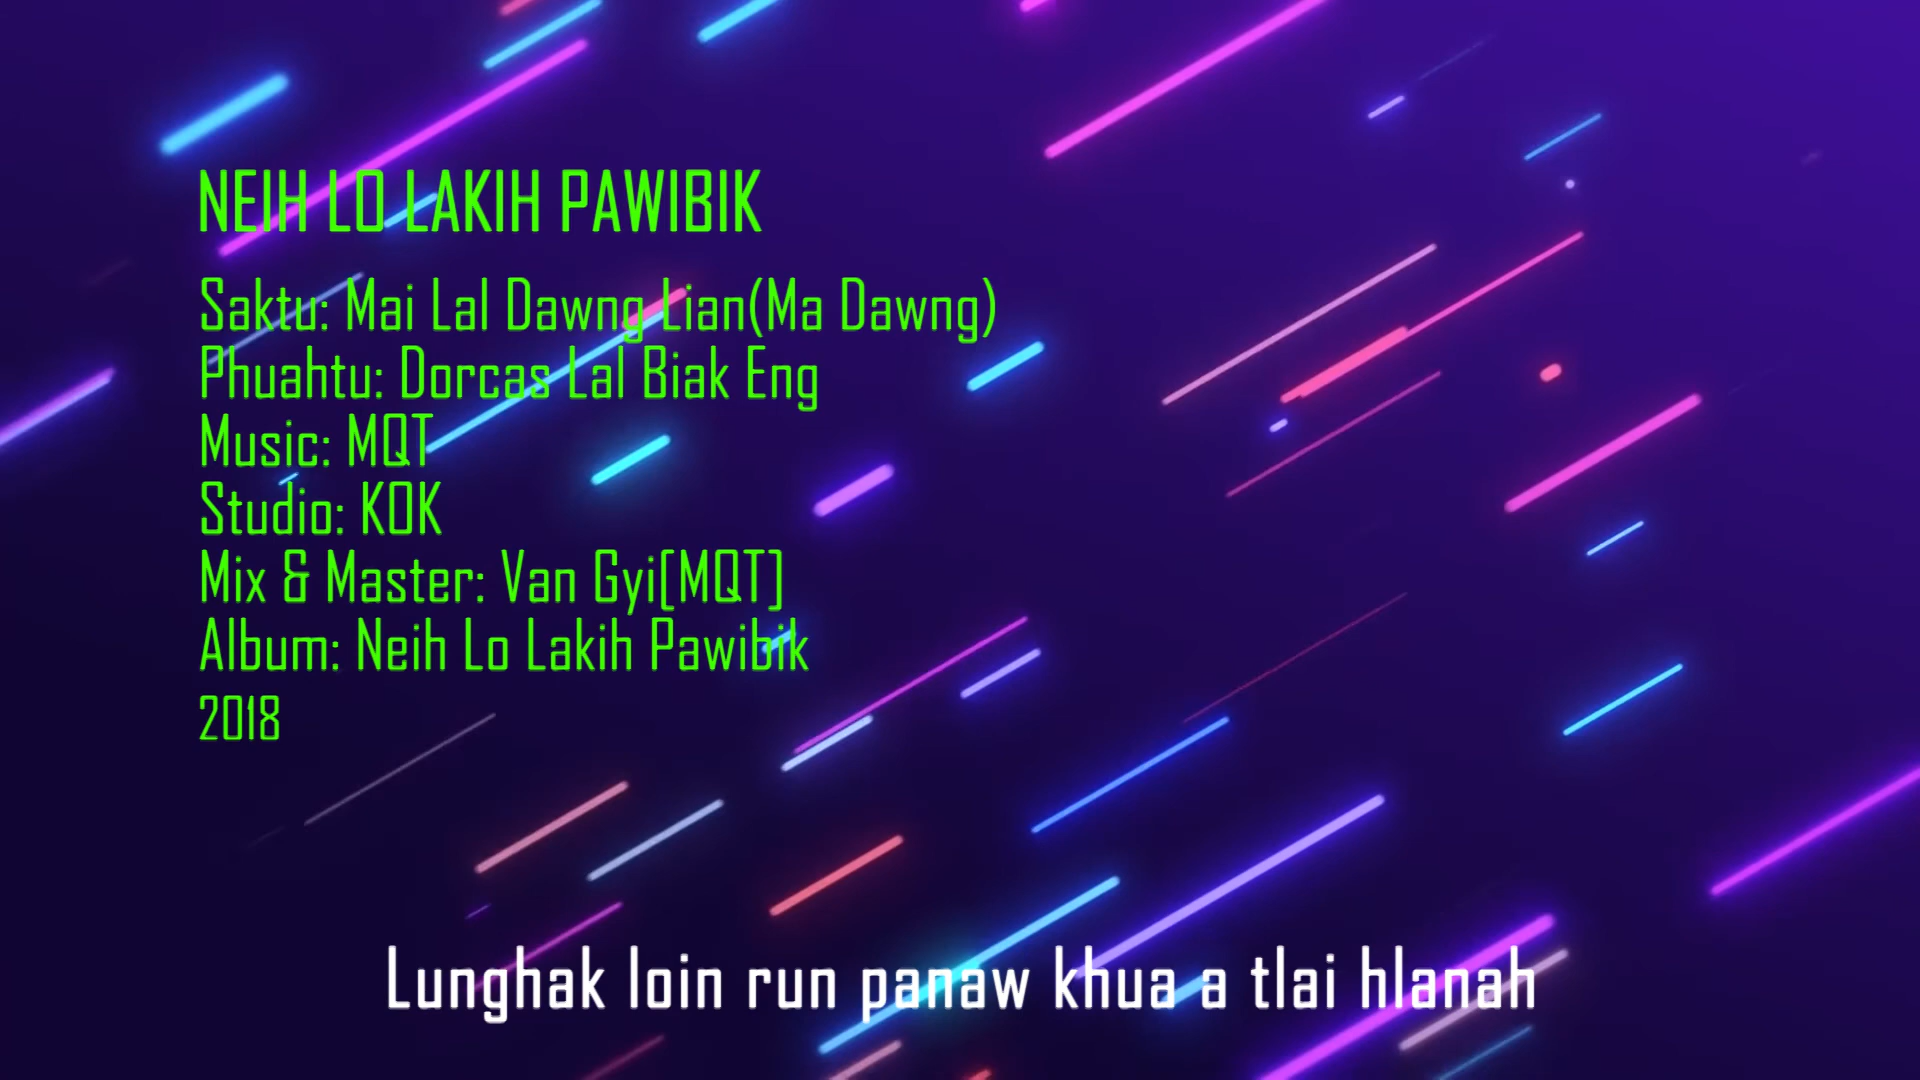 NEIH LO LAKIH PAWIBIK
Saktu: Mai Lal Dawng Lian(Ma Dawng)
Phuahtu: Dorcas Lal Biak Eng
Music: MQT
Studio: KOK
Mix & Master: Van Gyi[MQT]
Album: Neih Lo Lakih Pawibik
2018
Lunghak loin run panaw khua a tlai hlanah